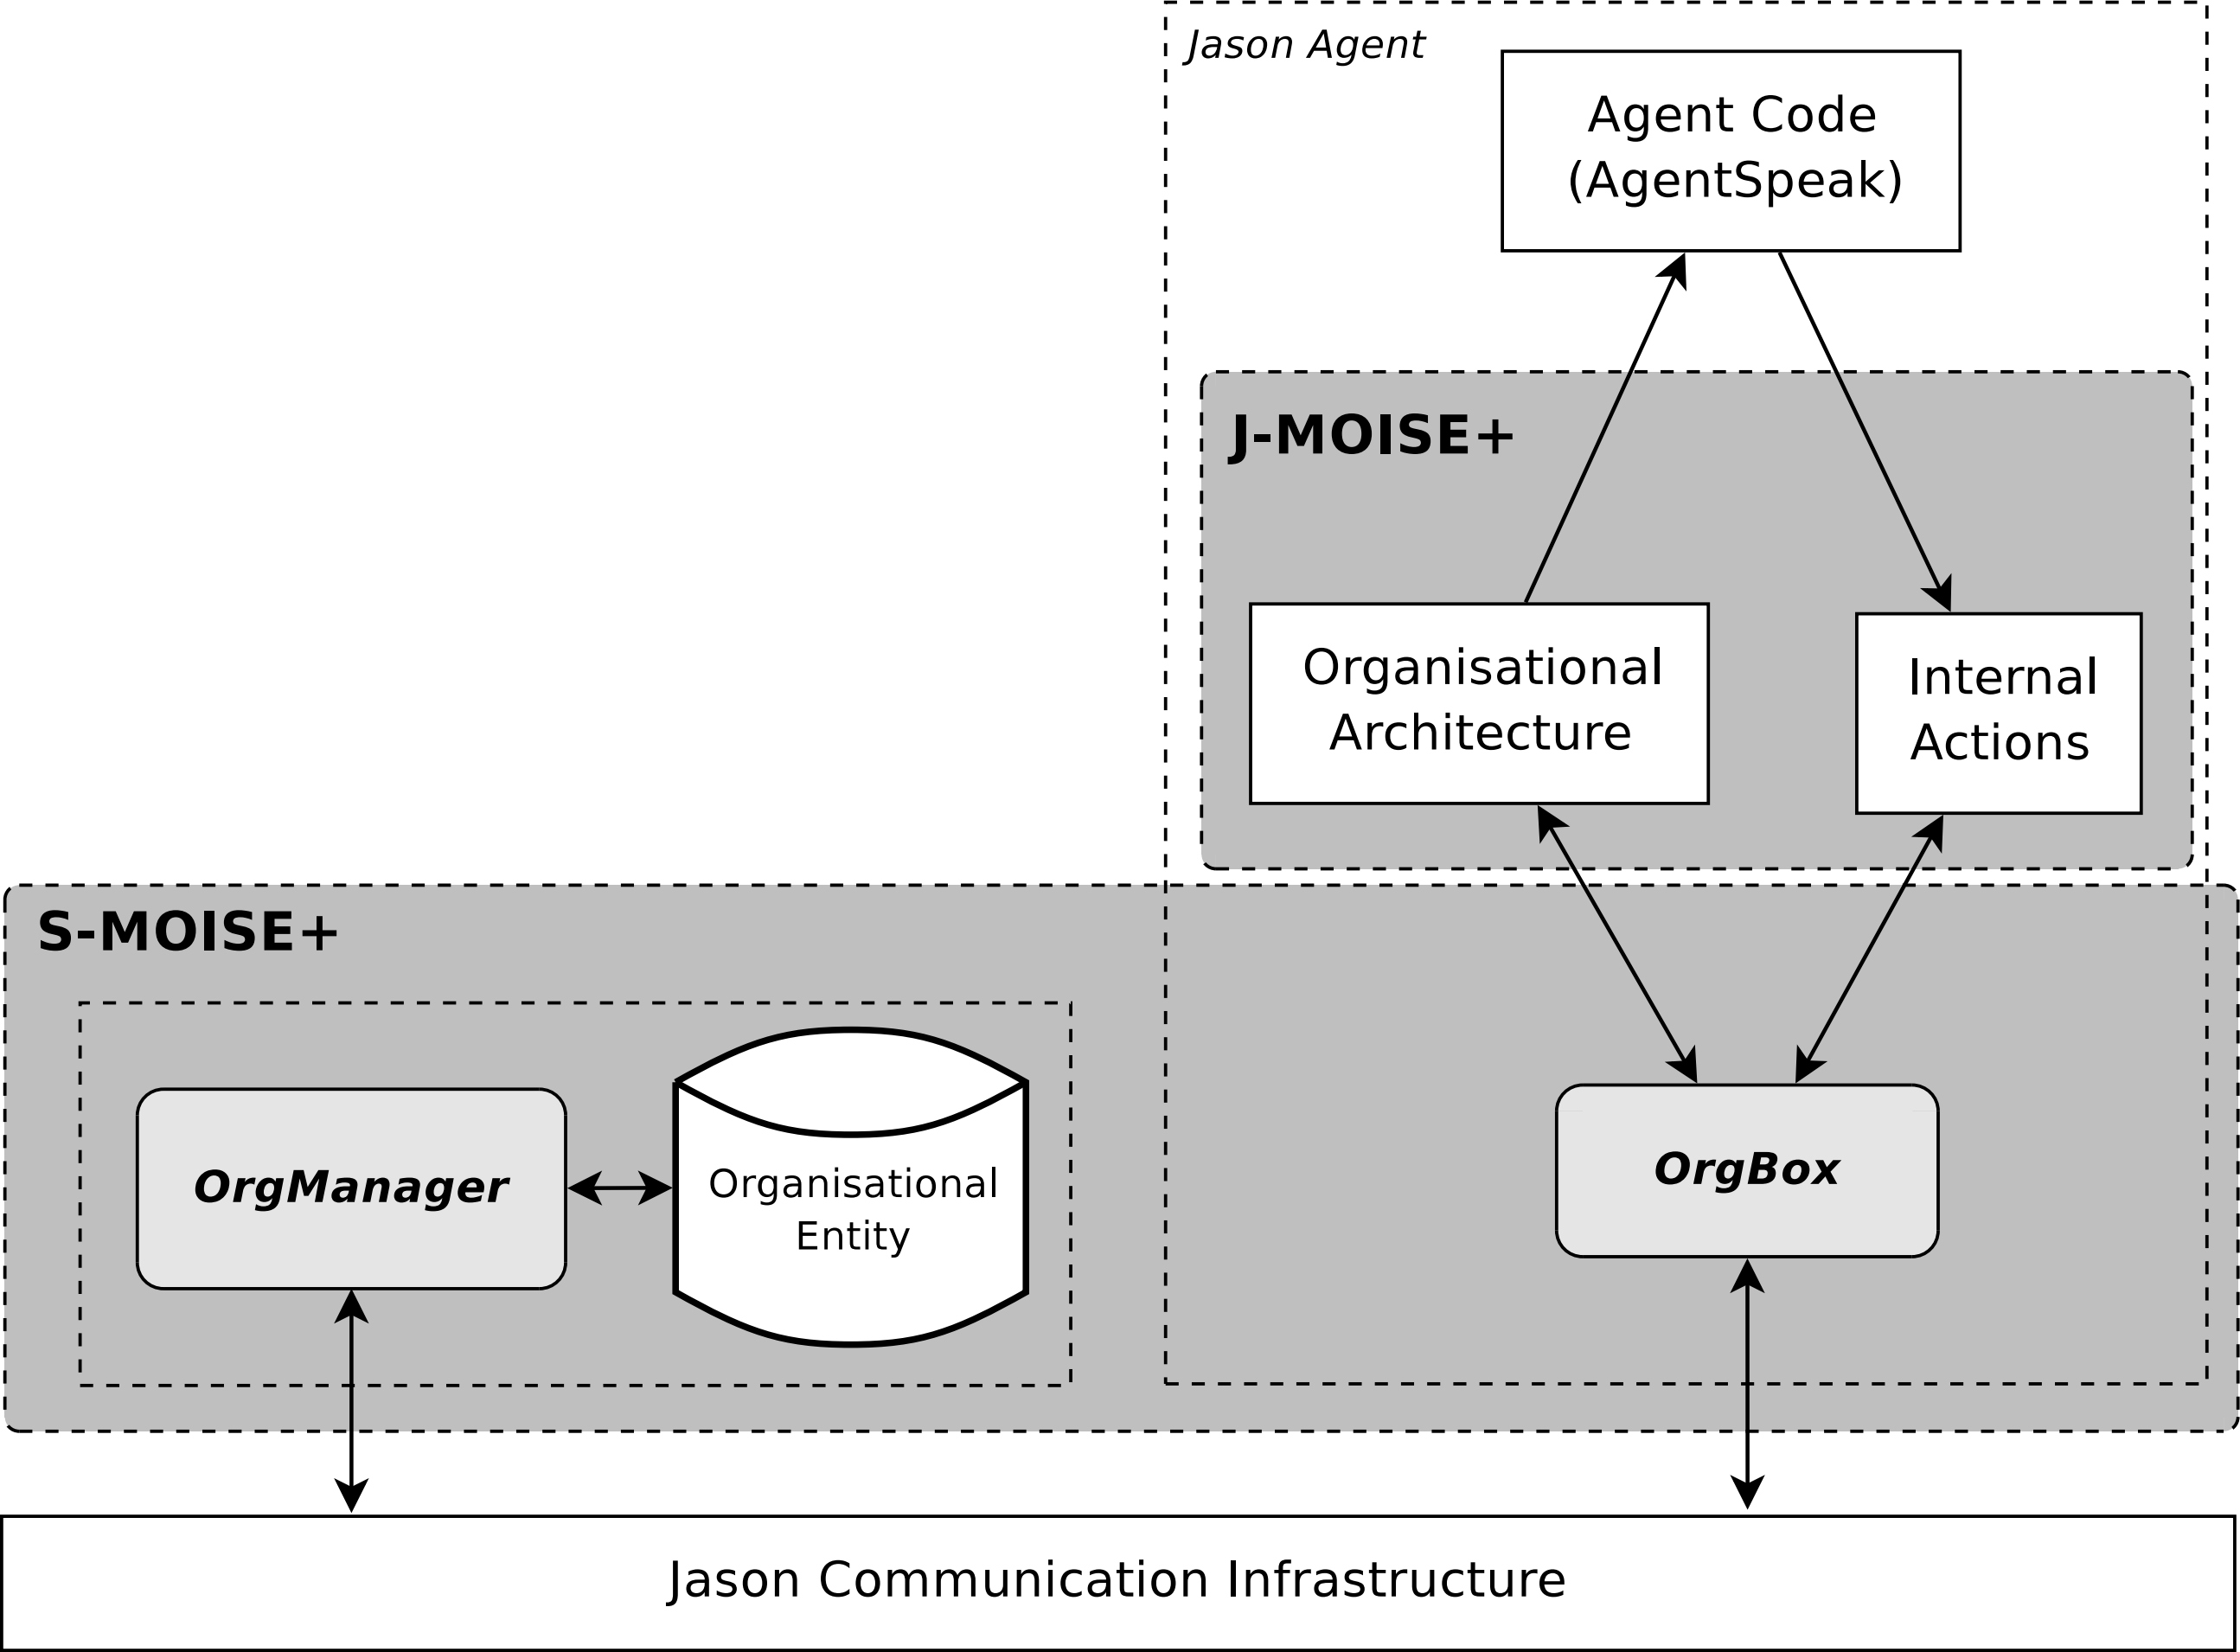 Jason Agent
Agent Code
(AgentSpeak)
J-MOISE+
Organisational
Architecture
Internal
Actions
S-MOISE+
OrgManager
Organisational
Entity
OrgBox
Jason Communication Infrastructure